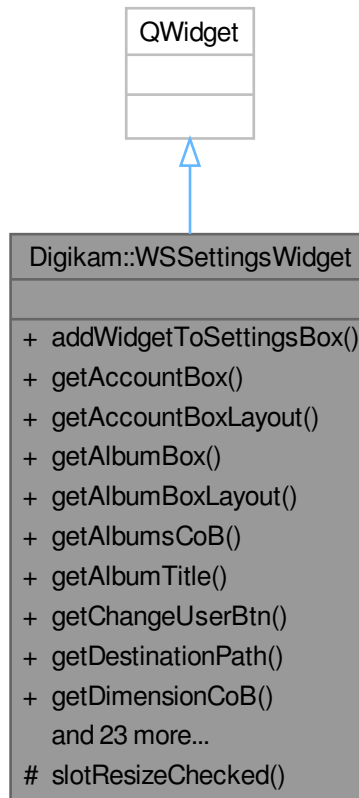 QWidget
Digikam::WSSettingsWidget
+ addWidgetToSettingsBox()
+ getAccountBox()
+ getAccountBoxLayout()
+ getAlbumBox()
+ getAlbumBoxLayout()
+ getAlbumsCoB()
+ getAlbumTitle()
+ getChangeUserBtn()
+ getDestinationPath()
+ getDimensionCoB()
and 23 more...
# slotResizeChecked()